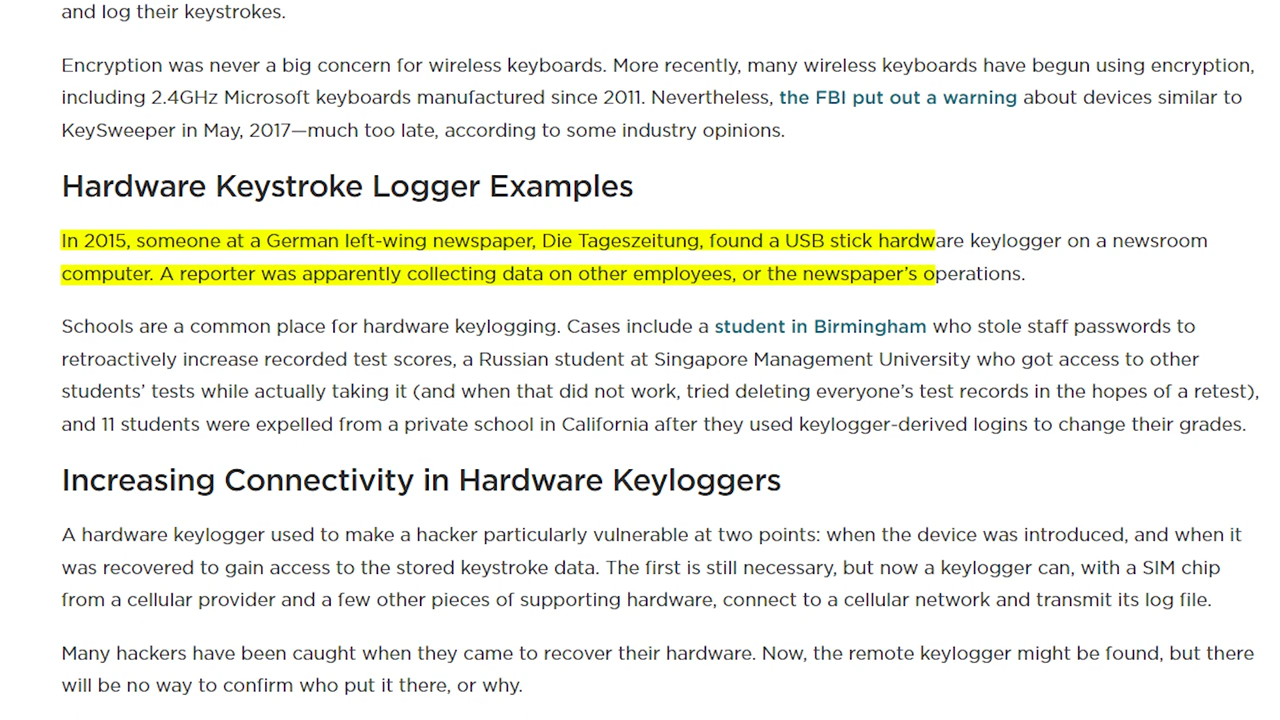 and log their keystrokes.
Encryption was never a big concern for wireless keyboards. More recently, many wireless keyboards have begun using encryption,
including 2.4GHz Microsoft keyboards manufactured since 2011. Nevertheless, the FBI put out a warning about devices similar to
KeySweeper in May, 2017—much too late, according to some industry opinions.
Hardware Keystroke Logger Examples
In 2015, someone at a German left-wing newspaper, Die Tageszeitung, found a USB stick hardware keylogger on a newsroom
computer. A reporter was apparently collecting data on other employees, or the newspaper’s operations.
Schools are a common place for hardware keylogging. Cases include a student in Birmingham who stole staff passwords to
retroactively increase recorded test scores, a Russian student at Singapore Management University who got access to other
students’ tests while actually taking it (and when that did not work, tried deleting everyone’s test records in the hopes of a retest),
and 11 students were expelled from a private school in California after they used keylogger-derived logins to change their grades.
Increasing Connectivity in Hardware Keyloggers
A hardware keylogger used to make a hacker particularly vulnerable at two points: when the device was introduced, and when it
was recovered to gain access to the stored keystroke data. The first is still necessary, but now a keylogger can, with a SIM chip
from a cellular provider and a few other pieces of supporting hardware, connect to a cellular network and transmit its log file.
Many hackers have been caught when they came to recover their hardware. Now, the remote keylogger might be found, but there
will be no way to confirm who put it there, or why.